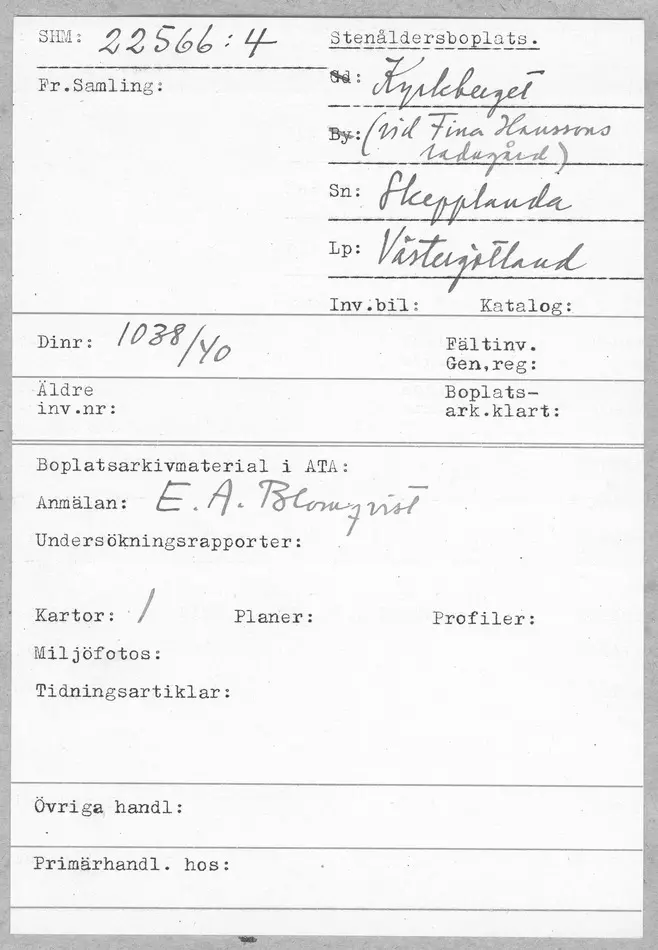 SHM: 22566:4
Stenåldersboplats.
Fr.Samling:
Gd: Kyrkberget
By: (vid Fina Hanssons
ladugård)
Sn: Skepplanda
Lp: Västergötland
Inv.bil: Katalog:
Dinr: 1038/40
Fältinv.
Gen,reg:
Äldre
inv.nr:
Boplats-
ark.klart:
Boplatsarkivmaterial i ATA:
Anmälan: E. A. Blomqvist
Undersökningsrapporter:
Kartor: 1 Planer: Profiler:
Miljöfotos:
Tidningsartiklar:
Övriga handl:
Primärhandl. hos: